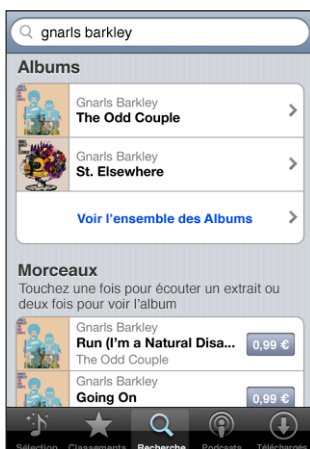 gnarls barkley
Albums
Gnarls Barkley
The Odd Couple
Gnarls Barkley
St. Elsewhere
Voir l'ensemble des Albums
Morceaux
Touchez une fois pour écouter un extrait ou
deux fois pour voir l'album
Gnarls Barkley
Run (I'm a Natural Disa... 0,99 €
The Odd Couple
Gnarls Barkley
Going On 0,99 €
Sélection Classements Recherche Podcasts Téléchargés